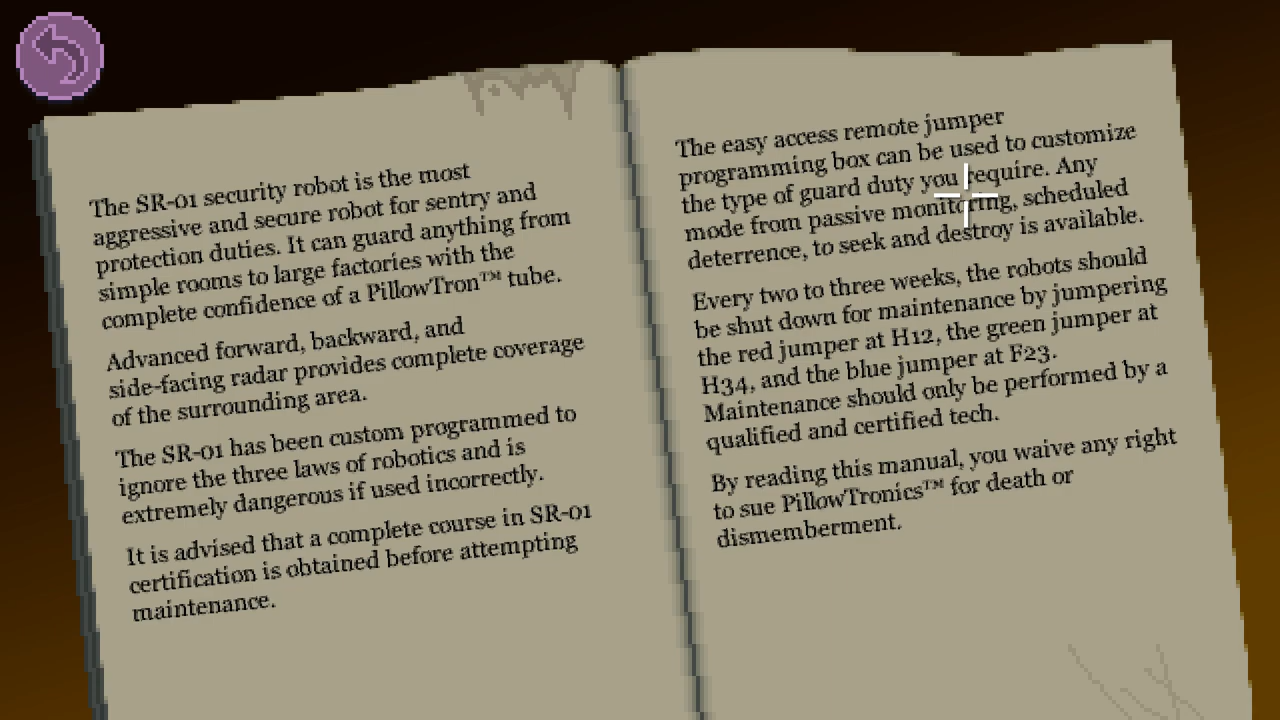 The SR-01 security robot is the most
aggressive and secure robot for sentry and
protection duties. It can guard anything from
simple rooms to large factories with the
complete confidence of a PillowTron™ tube.
Advanced forward, backward, and
side-facing radar provides complete coverage
of the surrounding area.
The SR-01 has been custom programmed to
ignore the three laws of robotics and is
extremely dangerous if used incorrectly.
It is advised that a complete course in SR-01
certification is obtained before attempting
maintenance.
The easy access remote jumper
programming box can be used to customize
the type of guard duty you require. Any
mode from passive monitoring, scheduled
deterrence, to seek and destroy is available.
Every two to three weeks, the robots should
be shut down for maintenance by jumpering
the red jumper at H12, the green jumper at
H34, and the blue jumper at F23.
Maintenance should only be performed by a
qualified and certified tech.
By reading this manual, you waive any right
to sue PillowTronics™ for death or
dismemberment.